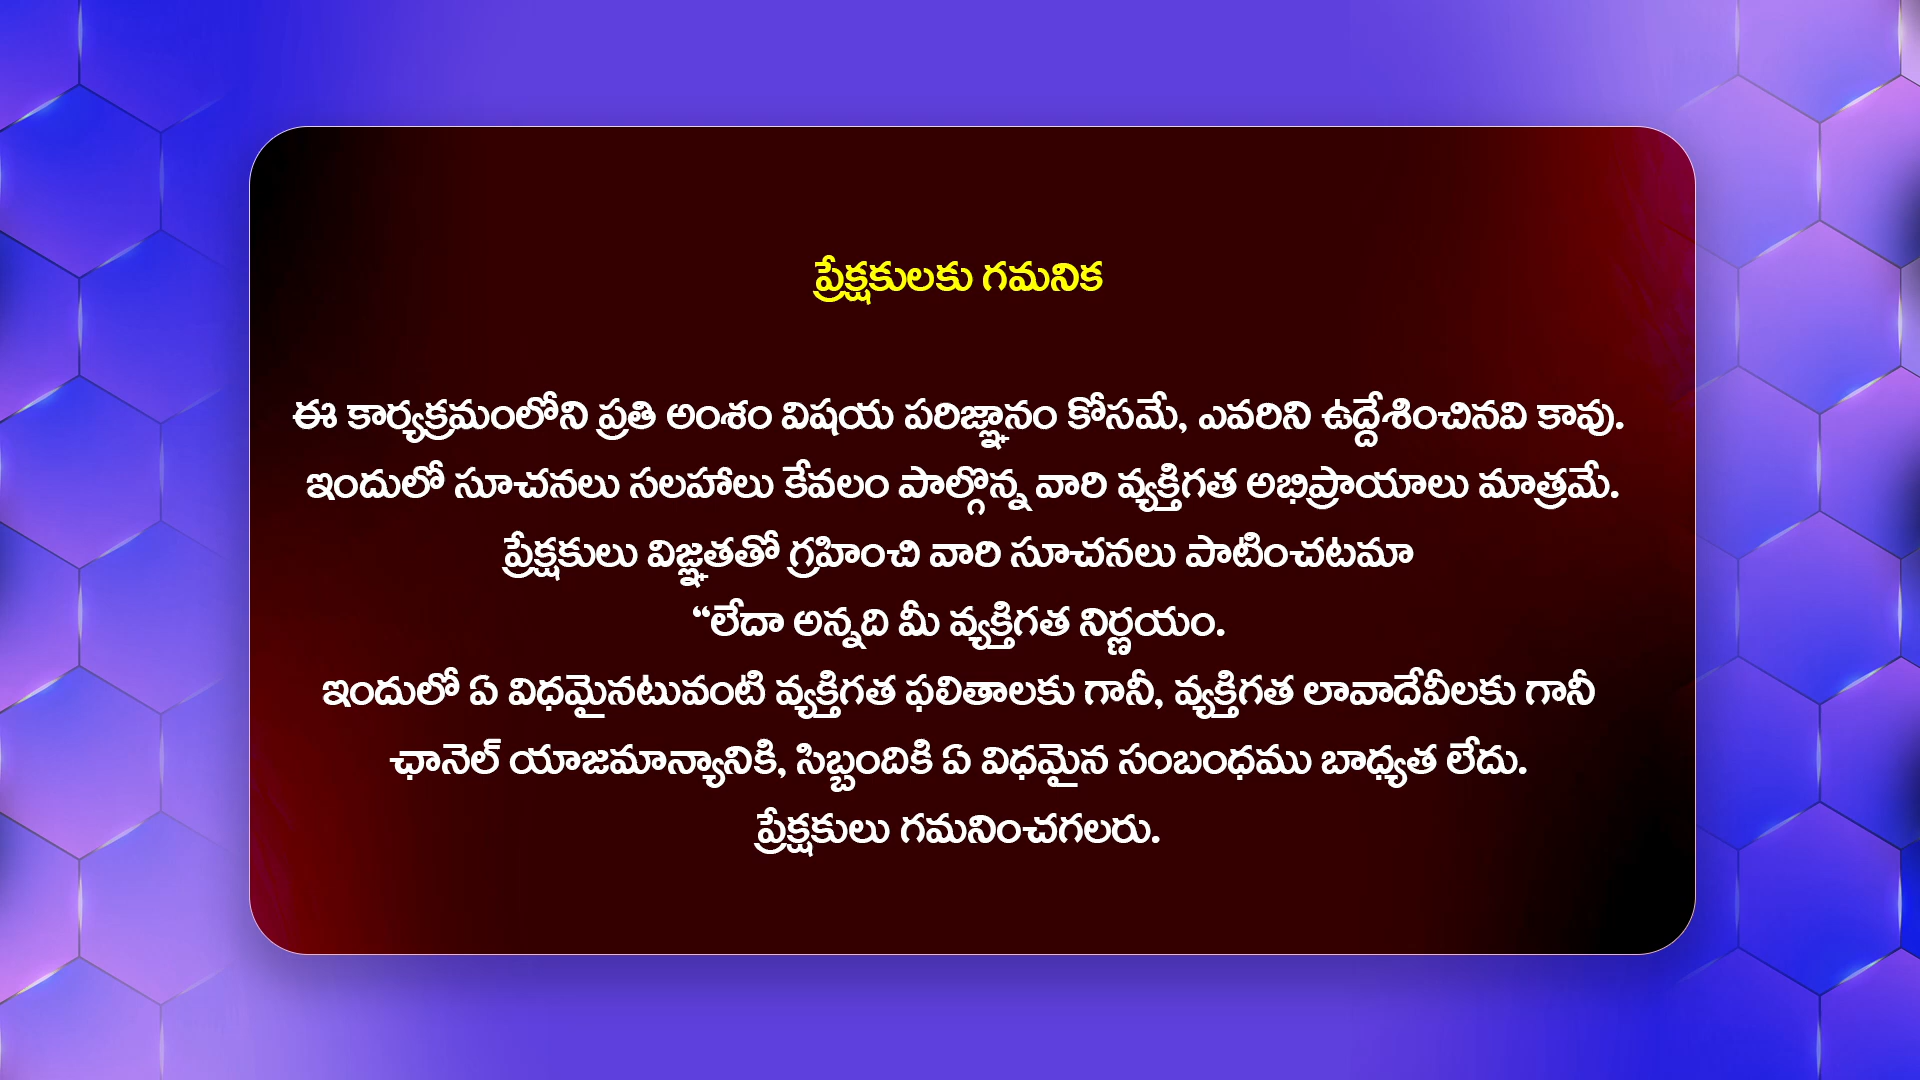 ప్రేక్షకులకు గమనిక
ఈ కార్యక్రమంలోని ప్రతి అంశం విషయ పరిజ్ఞానం కోసమే, ఎవరిని ఉద్దేశించినవి కావు.
ఇందులో సూచనలు సలహాలు కేవలం పాల్గొన్న వారి వ్యక్తిగత అభిప్రాయాలు మాత్రమే.
ప్రేక్షకులు విజ్ఞతతో గ్రహించి వారి సూచనలు పాటించటమా
“లేదా అన్నది మీ వ్యక్తిగత నిర్ణయం.
ఇందులో ఏ విధమైనటువంటి వ్యక్తిగత ఫలితాలకు గానీ, వ్యక్తిగత లావాదేవీలకు గానీ
ఛానెల్ యాజమాన్యానికి, సిబ్బందికి ఏ విధమైన సంబంధము బాధ్యత లేదు.
ప్రేక్షకులు గమనించగలరు.